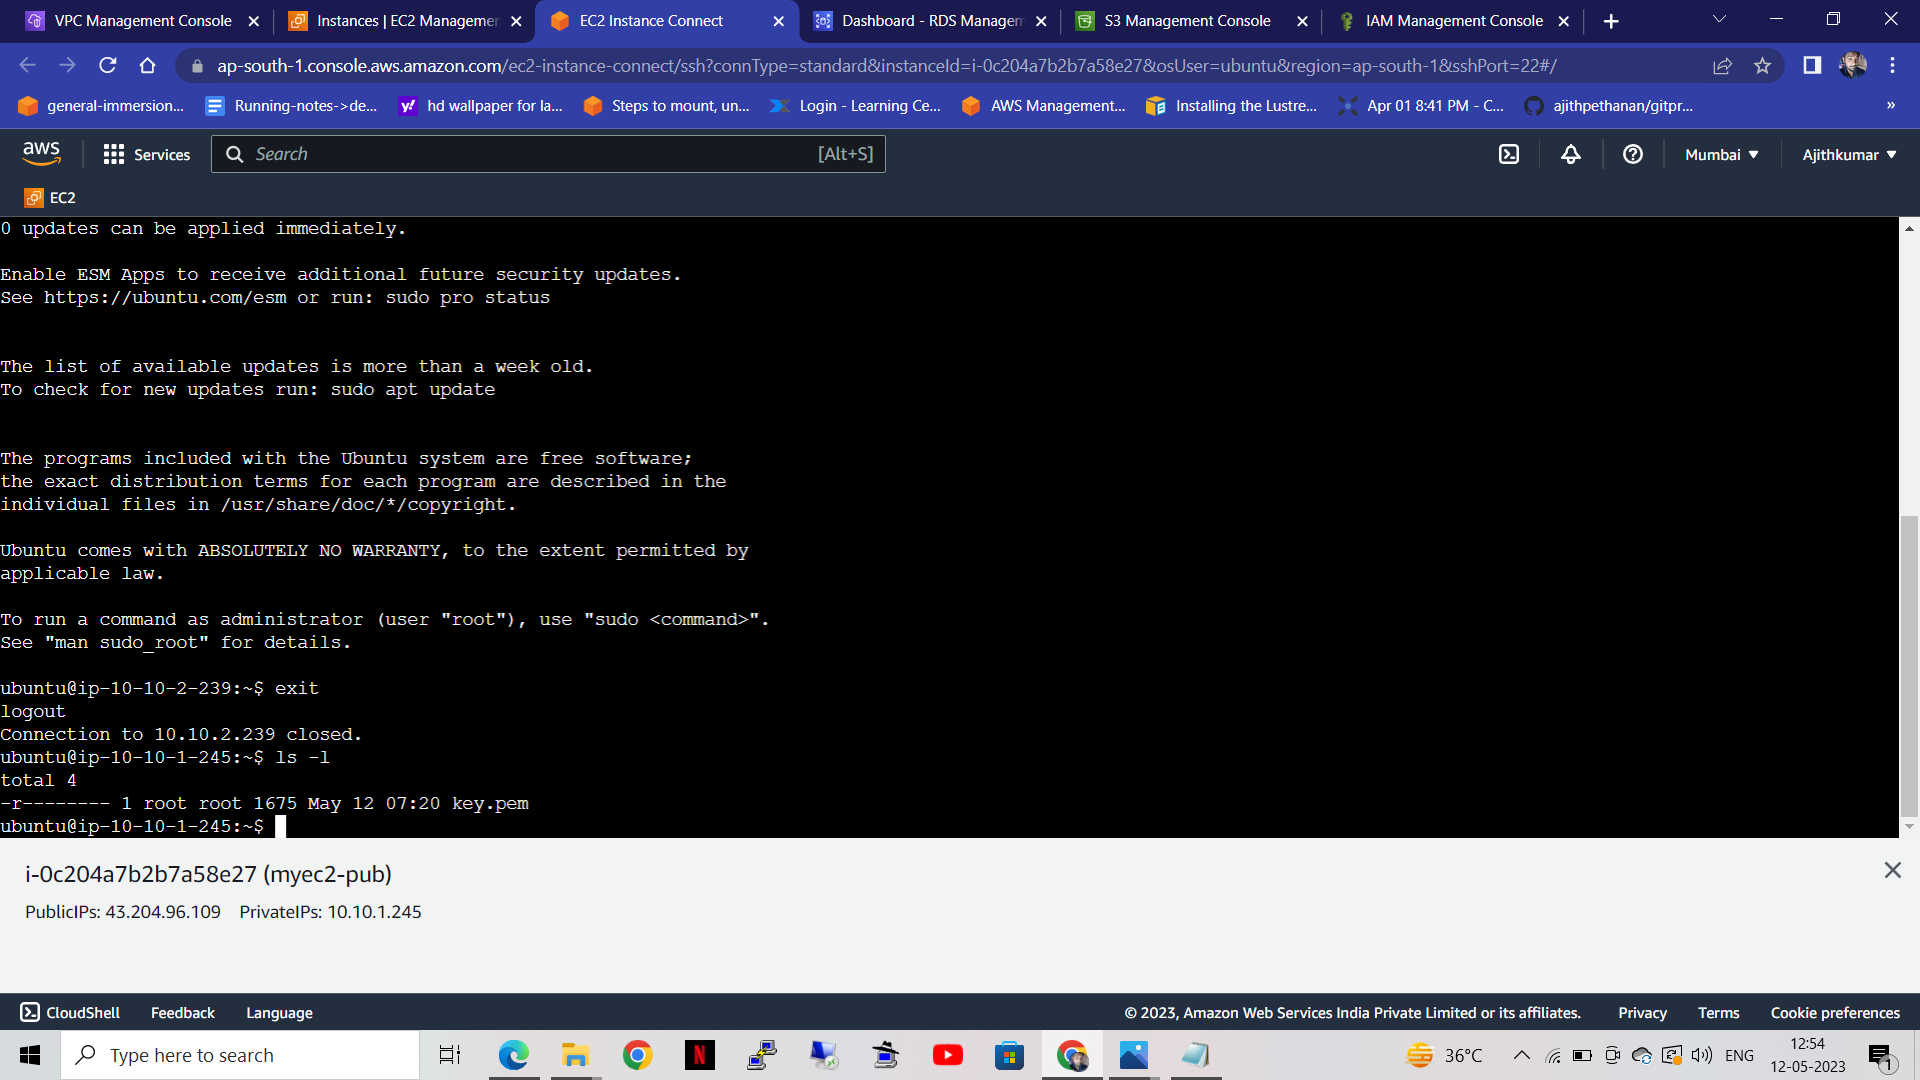 VPC Management Console
Instances | EC2 Managemen
EC2 Instance Connect
Dashboard - RDS Managem
S3 Management Console
IAM Management Console
ap-south-1.console.aws.amazon.com/ec2-instance-connect/ssh?connType=standard&instanceId=i-0c204a7b2b7a58e27&osUser=ubuntu&region=ap-south-1&sshPort=22#/
general-immersion...
Running-notes->de...
hd wallpaper for la...
Steps to mount, un...
Login - Learning Ce...
AWS Management...
Installing the Lustre...
Apr 01 8:41 PM - C...
ajithpethanan/gitpr...
»
aws
Services
Search
[Alt+S]
Mumbai
Ajithkumar
EC2
0 updates can be applied immediately.
Enable ESM Apps to receive additional future security updates.
See https://ubuntu.com/esm or run: sudo pro status
The list of available updates is more than a week old.
To check for new updates run: sudo apt update
The programs included with the Ubuntu system are free software;
the exact distribution terms for each program are described in the
individual files in /usr/share/doc/*/copyright.
Ubuntu comes with ABSOLUTELY NO WARRANTY, to the extent permitted by
applicable law.
To run a command as administrator (user "root"), use "sudo <command>".
See "man sudo_root" for details.
ubuntu@ip-10-10-2-239:~$ exit
logout
Connection to 10.10.2.239 closed.
ubuntu@ip-10-10-1-245:~$ ls -l
total 4
-r-------- 1 root root 1675 May 12 07:20 key.pem
ubuntu@ip-10-10-1-245:~$
i-0c204a7b2b7a58e27 (myec2-pub)
PublicIPs: 43.204.96.109 PrivateIPs: 10.10.1.245
CloudShell
Feedback
Language
© 2023, Amazon Web Services India Private Limited or its affiliates.
Privacy
Terms
Cookie preferences
Type here to search
36°C
ENG
12:54
12-05-2023
1